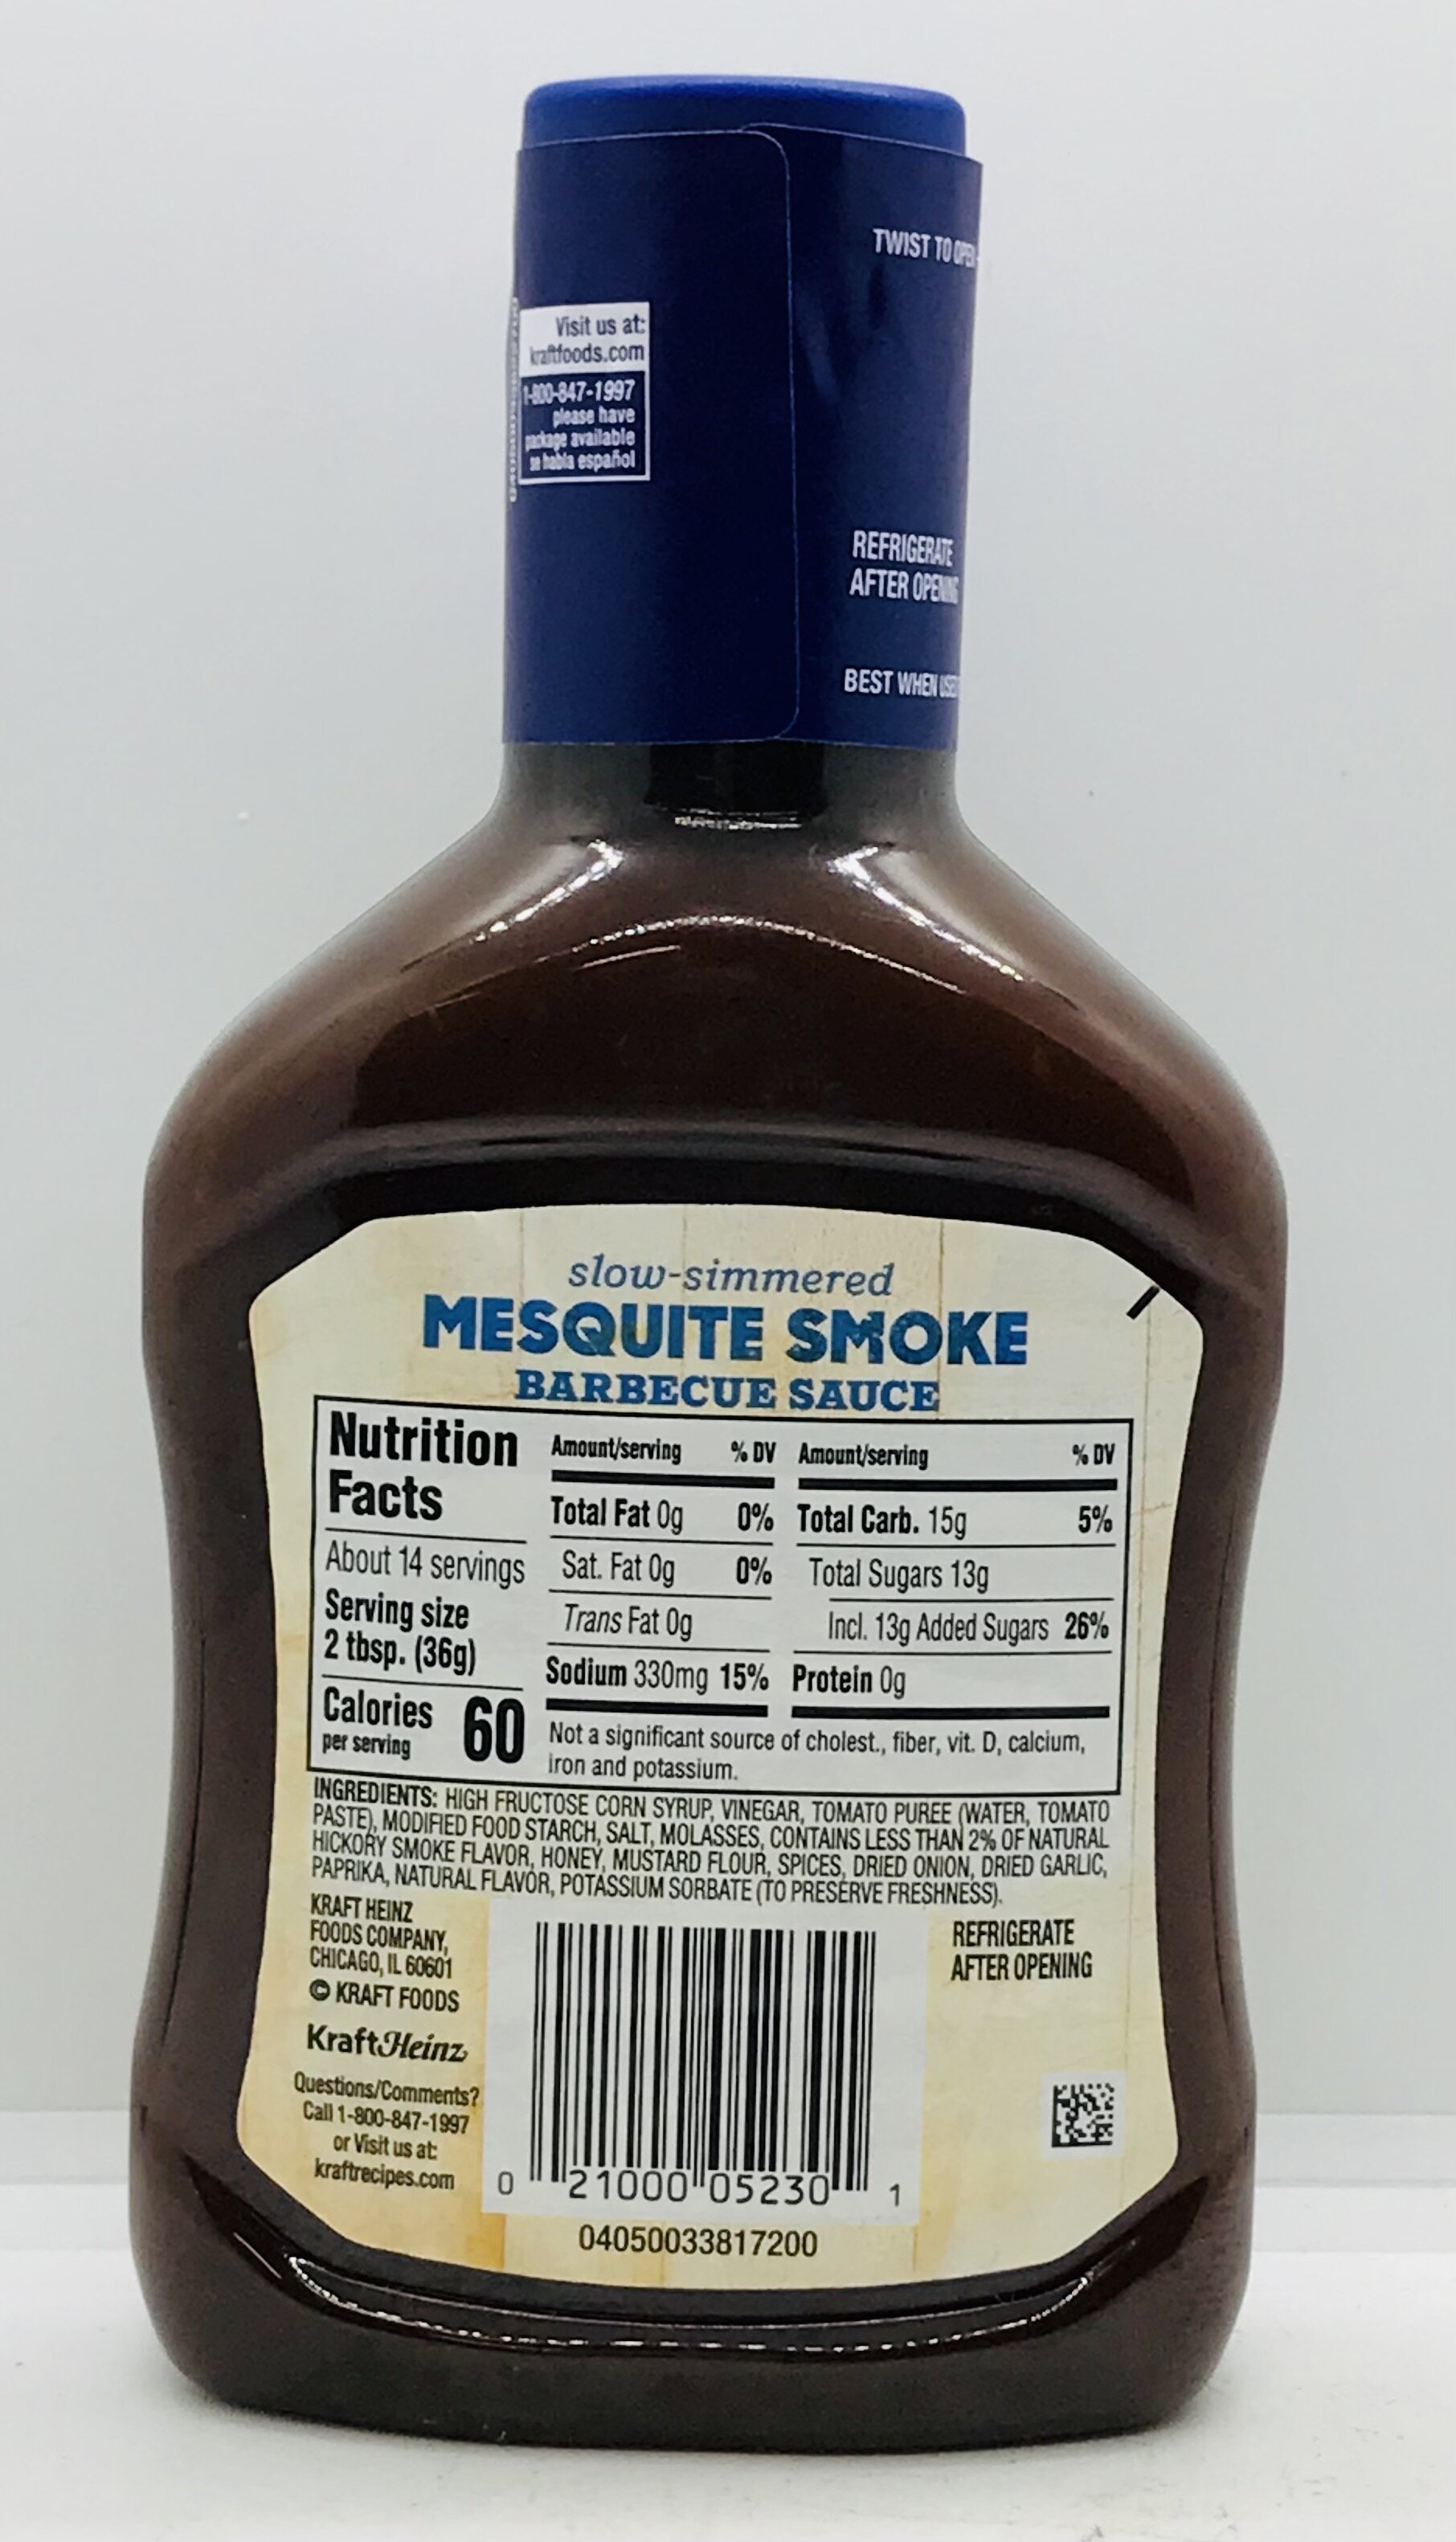 TWIST TO OPEN
Visit us at:
kraftfoods.com
1-800-847-1997
please have
package available
se habla español
REFRIGERATE
AFTER OPENING
BEST WHEN USED
slow-simmered
MESQUITE SMOKE
BARBECUE SAUCE
Nutrition
Facts
About 14 servings
Serving size
2 tbsp. (36g)
Calories
per serving
60
Amount/serving % DV
Total Fat 0g 0%
Sat. Fat 0g 0%
Trans Fat 0g
Sodium 330mg 15%
Amount/serving % DV
Total Carb. 15g 5%
Total Sugars 13g
Incl. 13g Added Sugars 26%
Protein 0g
Not a significant source of cholest., fiber, vit. D, calcium,
iron and potassium.
INGREDIENTS: HIGH FRUCTOSE CORN SYRUP, VINEGAR, TOMATO PUREE (WATER, TOMATO
PASTE), MODIFIED FOOD STARCH, SALT, MOLASSES, CONTAINS LESS THAN 2% OF NATURAL
HICKORY SMOKE FLAVOR, HONEY, MUSTARD FLOUR, SPICES, DRIED ONION, DRIED GARLIC,
PAPRIKA, NATURAL FLAVOR, POTASSIUM SORBATE (TO PRESERVE FRESHNESS).
KRAFT HEINZ
FOODS COMPANY,
CHICAGO, IL 60601
© KRAFT FOODS
KraftHeinz
Questions/Comments?
Call 1-800-847-1997
or Visit us at:
kraftrecipes.com
REFRIGERATE
AFTER OPENING
0 21000 05230 1
04050033817200